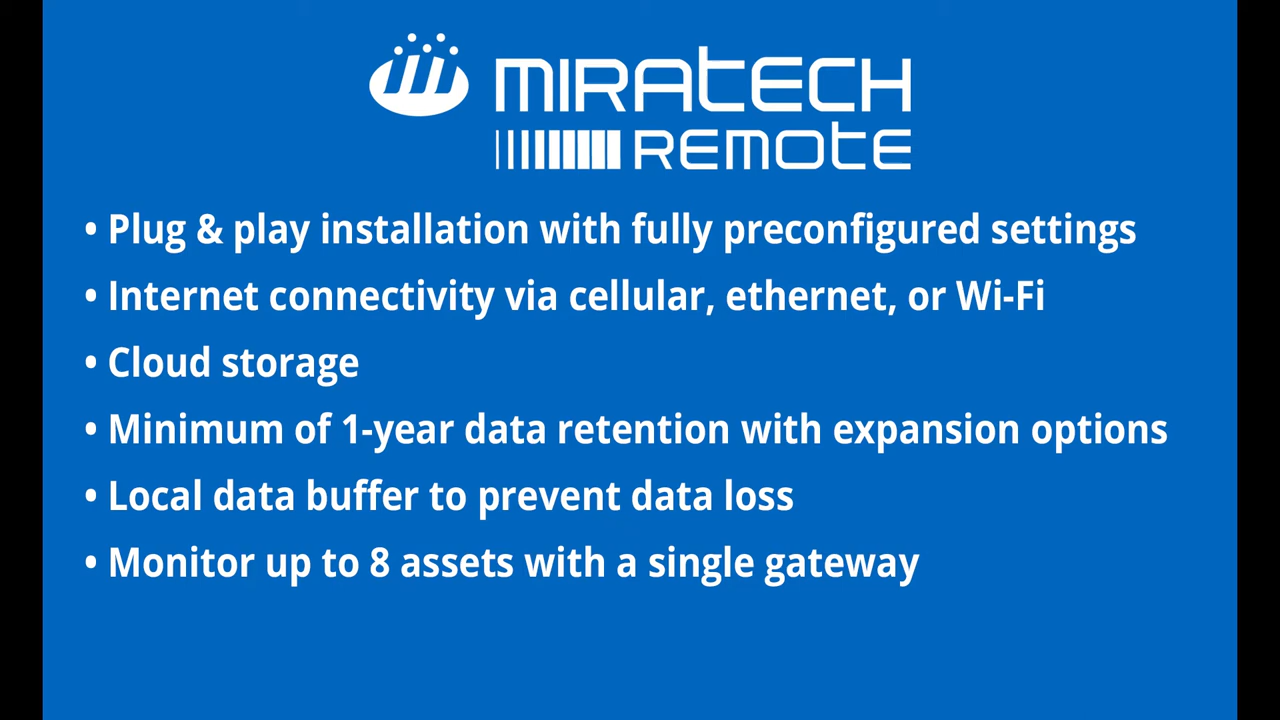 MIRATECH
REMOTE
• Plug & play installation with fully preconfigured settings
• Internet connectivity via cellular, ethernet, or Wi-Fi
• Cloud storage
• Minimum of 1-year data retention with expansion options
• Local data buffer to prevent data loss
• Monitor up to 8 assets with a single gateway